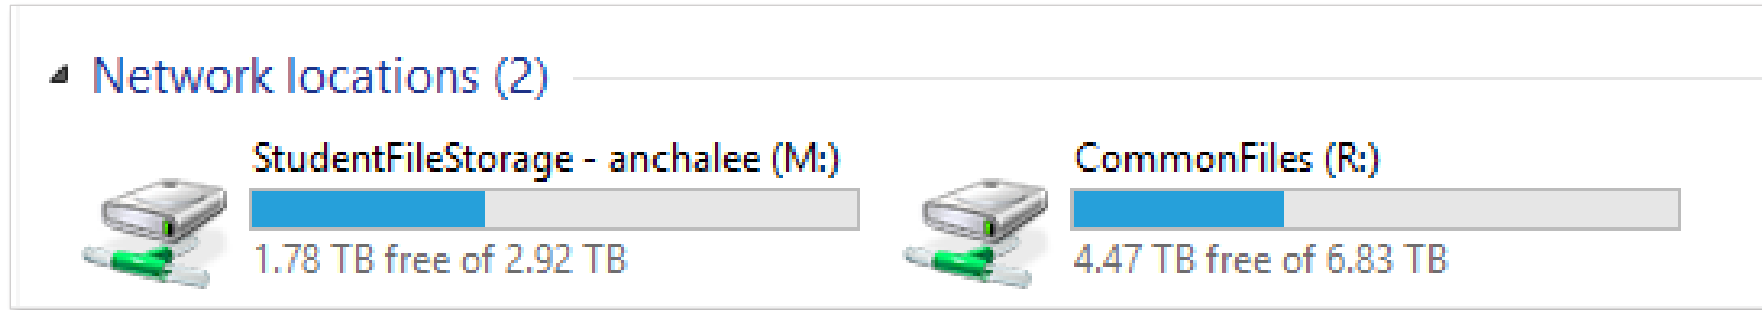 Network locations (2)
StudentFileStorage - anchalee (M:)
1.78 TB free of 2.92 TB
CommonFiles (R:)
4.47 TB free of 6.83 TB